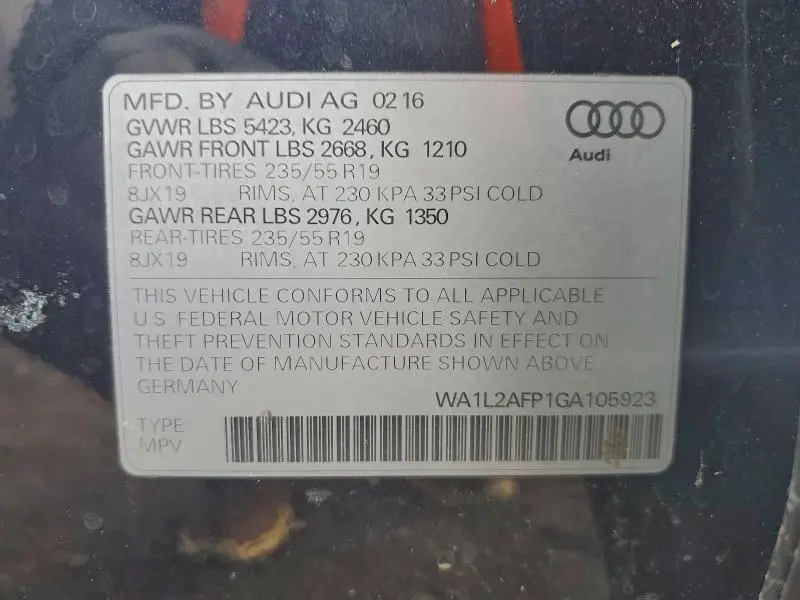 MFD. BY AUDI AG 02 16
GVWR LBS 5423, KG 2460
GAWR FRONT LBS 2668, KG 1210
FRONT-TIRES 235/55 R19
8JX19 RIMS, AT 230 KPA 33 PSI COLD
GAWR REAR LBS 2976, KG 1350
REAR-TIRES 235/55 R19
8JX19 RIMS, AT 230 KPA 33 PSI COLD
Audi
THIS VEHICLE CONFORMS TO ALL APPLICABLE
U.S. FEDERAL MOTOR VEHICLE SAFETY AND
THEFT PREVENTION STANDARDS IN EFFECT ON
THE DATE OF MANUFACTURE SHOWN ABOVE
GERMANY
WA1L2AFP1GA105923
TYPE
MPV